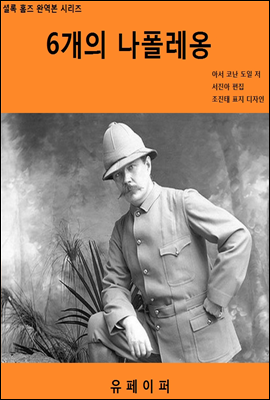 셜록 홈즈 완역본 시리즈
6개의 나폴레옹
아서 코난 도일 저
서진아 편집
조진태 표지 디자인
유페이퍼